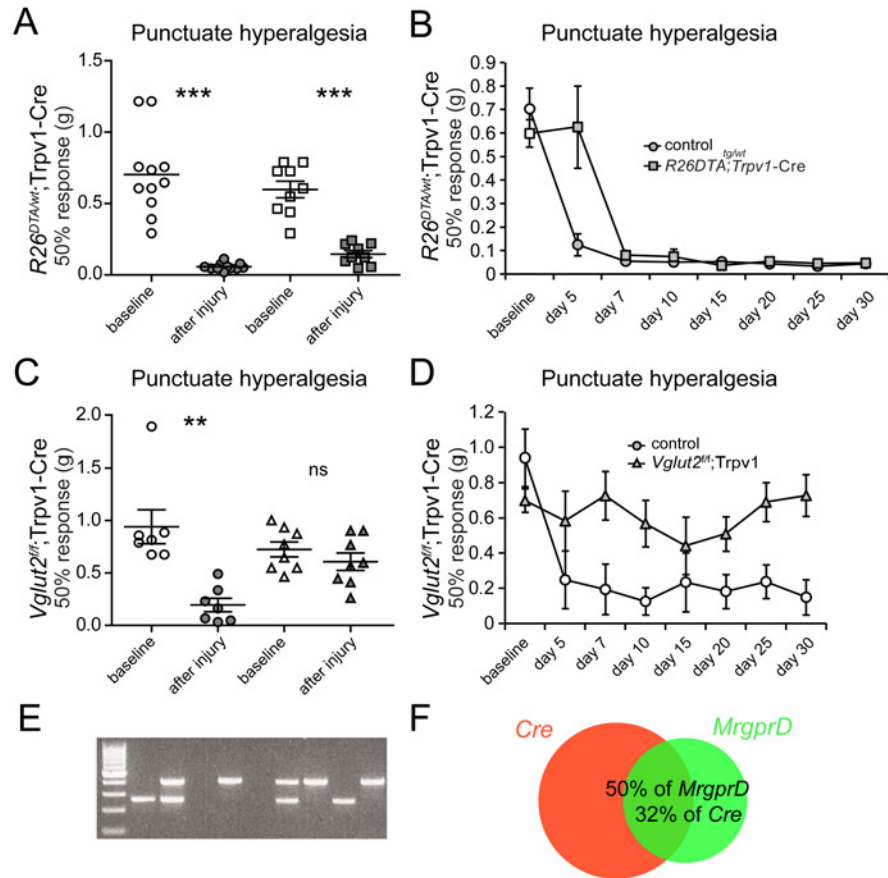 A
Punctuate hyperalgesia
R26DTA/wt;Trpv1-Cre
50% response (g)
1.5
1.0
0.5
0.0
***
***
baseline
after injury
baseline
after injury
B
Punctuate hyperalgesia
R26DTA/wt;Trpv1-Cre
50% response (g)
0.9
0.8
0.7
0.6
0.5
0.4
0.3
0.2
0.1
0
control
tg/wt
R26DTA;Trpv1-Cre
baseline
day 5
day 7
day 10
day 15
day 20
day 25
day 30
C
Punctuate hyperalgesia
Vglut2f/f;Trpv1-Cre
50% response (g)
2.0
1.5
1.0
0.5
0.0
**
ns
baseline
after injury
baseline
after injury
D
Punctuate hyperalgesia
Vglut2f/f;Trpv1-Cre
50% response (g)
1.2
1.0
0.8
0.6
0.4
0.2
0
control
Vglut2f/f;Trpv1
baseline
day 5
day 7
day 10
day 15
day 20
day 25
day 30
E
F
Cre
MrgprD
50% of MrgprD
32% of Cre